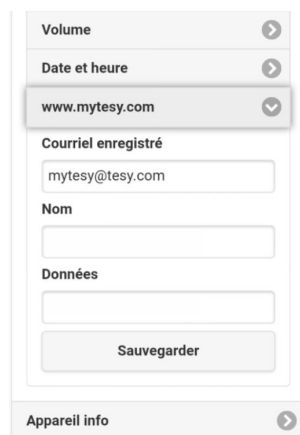 Volume
Date et heure
www.mytesy.com
Courriel enregistré
mytesy@tesy.com
Nom
Données
Sauvegarder
Appareil info